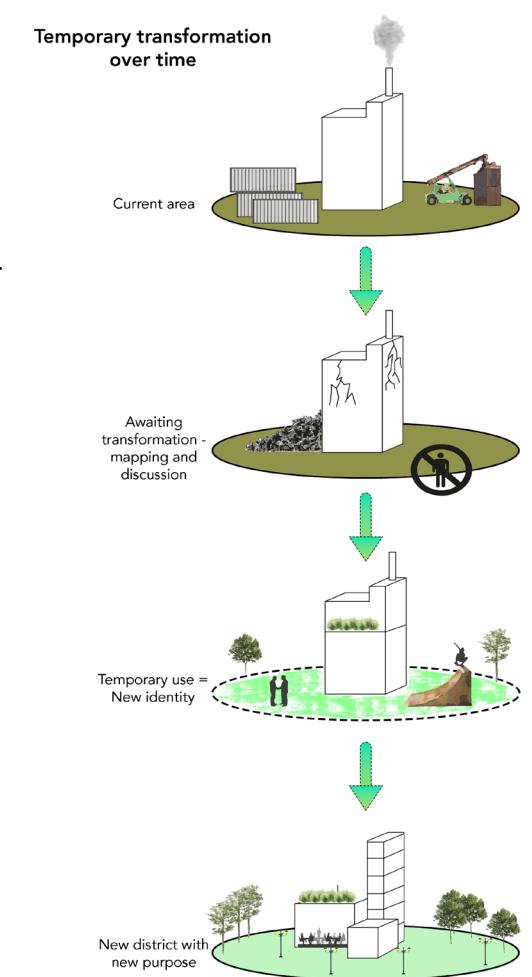 Temporary transformation
over time
Current area
Awaiting
transformation -
mapping and
discussion
Temporary use =
New identity
New district with
new purpose